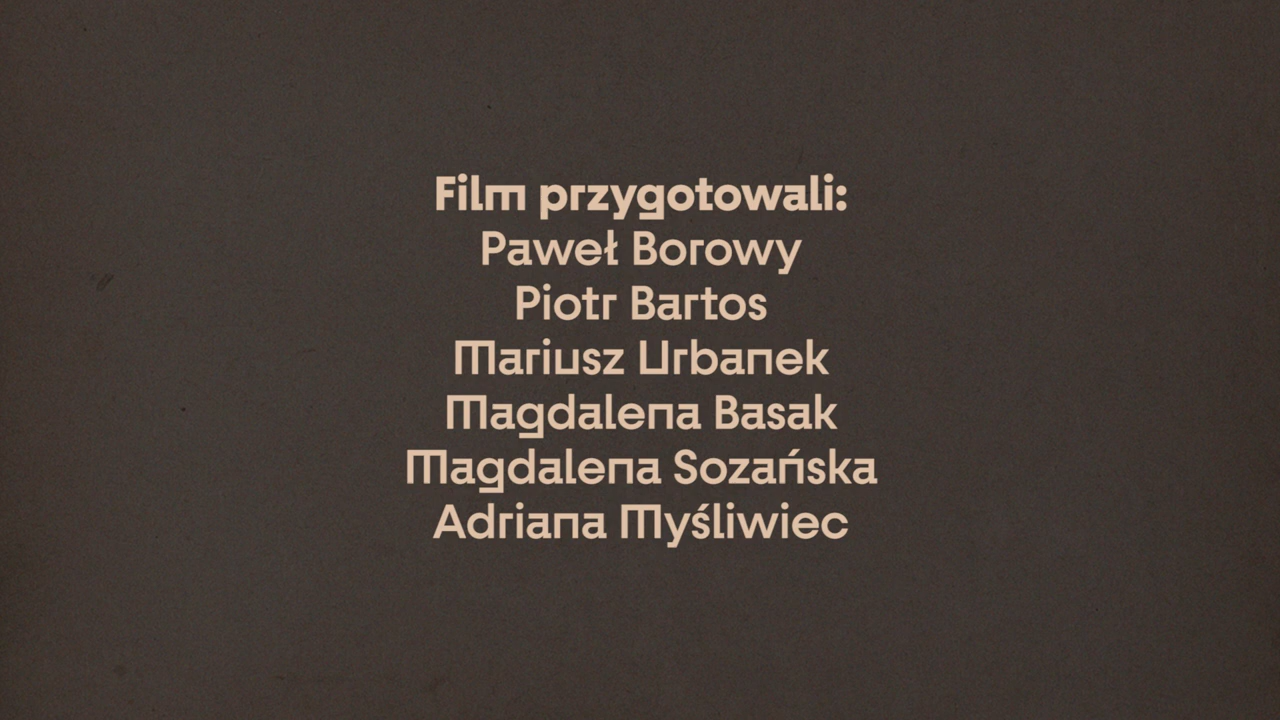 Film przygotowali:
Paweł Borowy
Piotr Bartos
Mariusz Urbanek
Magdalena Basak
Magdalena Sozańska
Adriana Myśliwiec